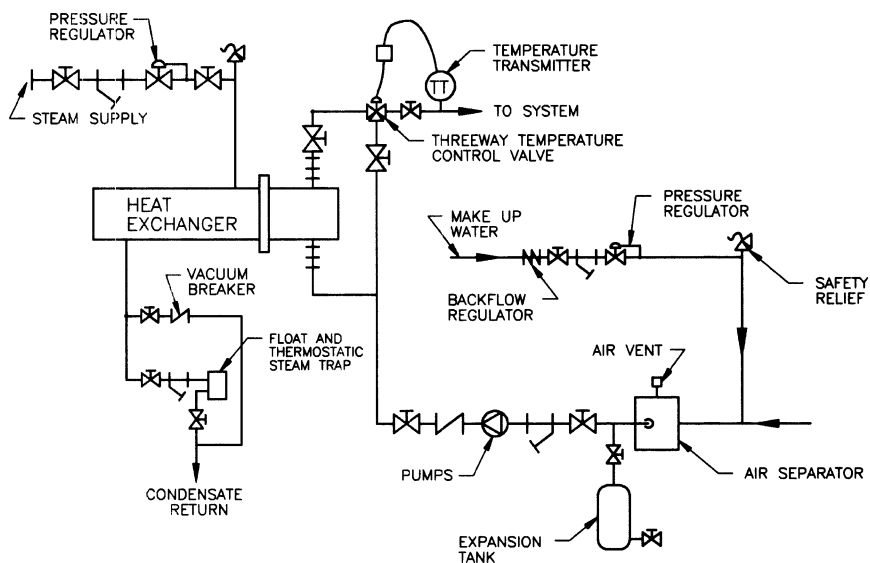 PRESSURE
REGULATOR
STEAM SUPPLY
TEMPERATURE
TRANSMITTER
TT
TO SYSTEM
THREEWAY TEMPERATURE
CONTROL VALVE
HEAT
EXCHANGER
MAKE UP
WATER
PRESSURE
REGULATOR
BACKFLOW
REGULATOR
SAFETY
RELIEF
VACUUM
BREAKER
FLOAT AND
THERMOSTATIC
STEAM TRAP
AIR VENT
PUMPS
AIR SEPARATOR
CONDENSATE
RETURN
EXPANSION
TANK